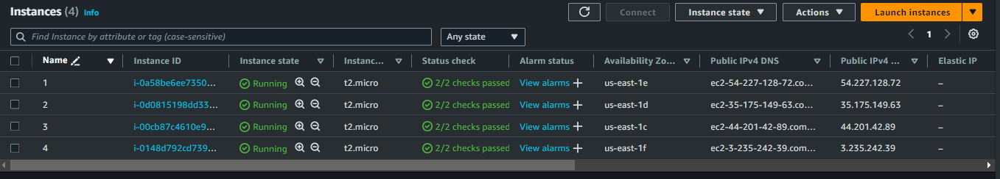 Instances (4) Info Connect Instance state Actions Launch instances
Find Instance by attribute or tag (case-sensitive) Any state 1
Name Instance ID Instance state Instanc... Status check Alarm status Availability Zo... Public IPv4 DNS Public IPv4 ... Elastic IP
1 i-0a58be6ee7350... Running t2.micro 2/2 checks passed View alarms us-east-1e ec2-54-227-128-72.co... 54.227.128.72 –
2 i-0d0815198dd33... Running t2.micro 2/2 checks passed View alarms us-east-1d ec2-35-175-149-63.co... 35.175.149.63 –
3 i-00cb87c4610e9... Running t2.micro 2/2 checks passed View alarms us-east-1c ec2-44-201-42-89.com... 44.201.42.89 –
4 i-0148d792cd739... Running t2.micro 2/2 checks passed View alarms us-east-1f ec2-3-235-242-39.com... 3.235.242.39 –